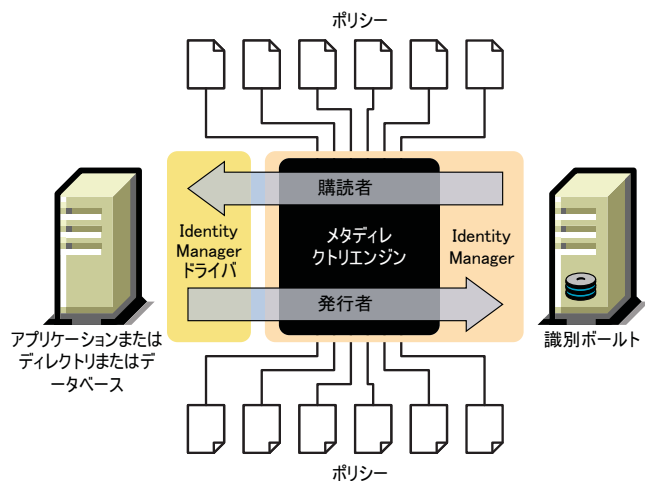 ポリシー
購読者
Identity
Manager
ドライバ
メタディレ
クトリエンジン
Identity
Manager
発行者
アプリケーションまたは
ディレクトリまたはデ
ータベース
識別ボールト
ポリシー